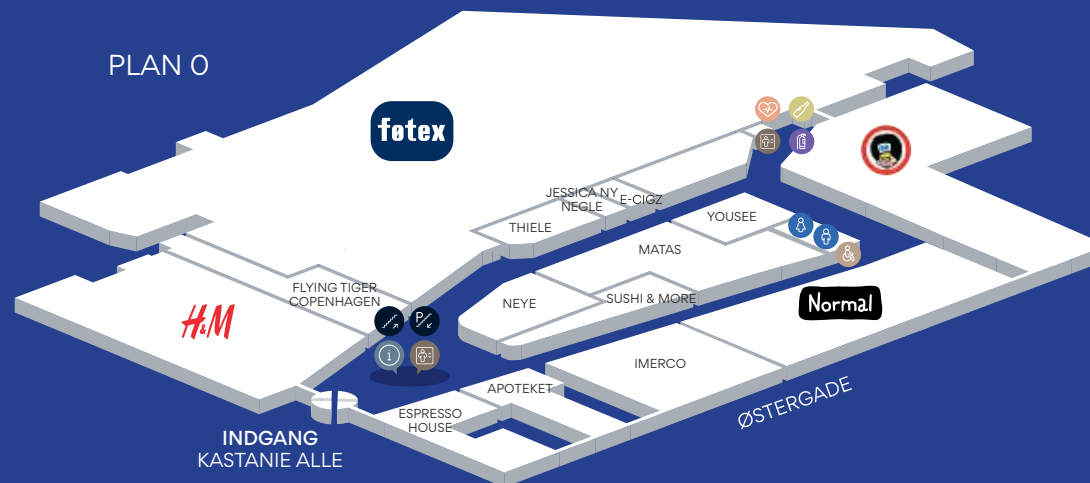 PLAN 0
føtex
JESSICA NY
NEGLE
E-CIGZ
THIELE
YOUSEE
MATAS
FLYING TIGER
COPENHAGEN
NEYE
SUSHI & MORE
Normal
H&M
P
i
IMERCO
APOTEKET
ESPRESSO
HOUSE
ØSTERGADE
INDGANG
KASTANIE ALLE